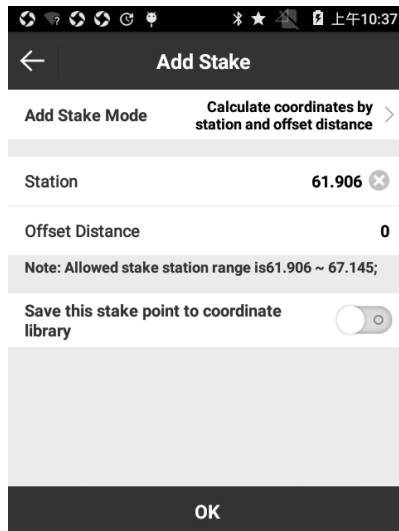 上午10:37
Add Stake
Add Stake Mode
Calculate coordinates by
station and offset distance
Station
61.906
Offset Distance
0
Note: Allowed stake station range is61.906 ~ 67.145;
Save this stake point to coordinate
library
OK